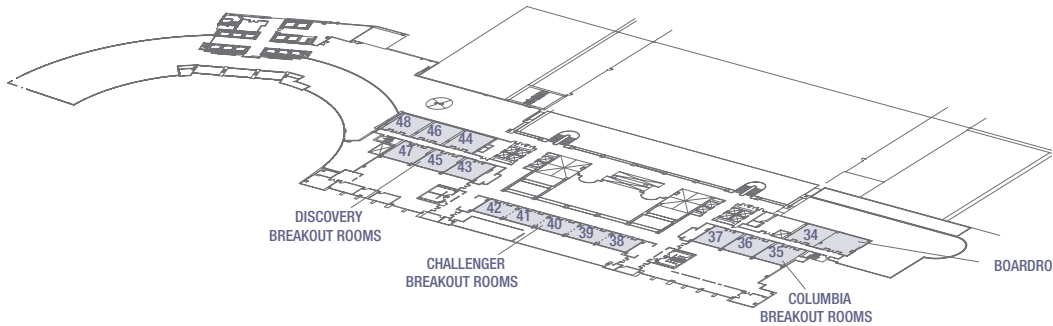 48 46 44
47 45 43
42 41 40 39 38
37 36 35 34
DISCOVERY
BREAKOUT ROOMS
CHALLENGER
BREAKOUT ROOMS
COLUMBIA
BREAKOUT ROOMS
BOARDRO